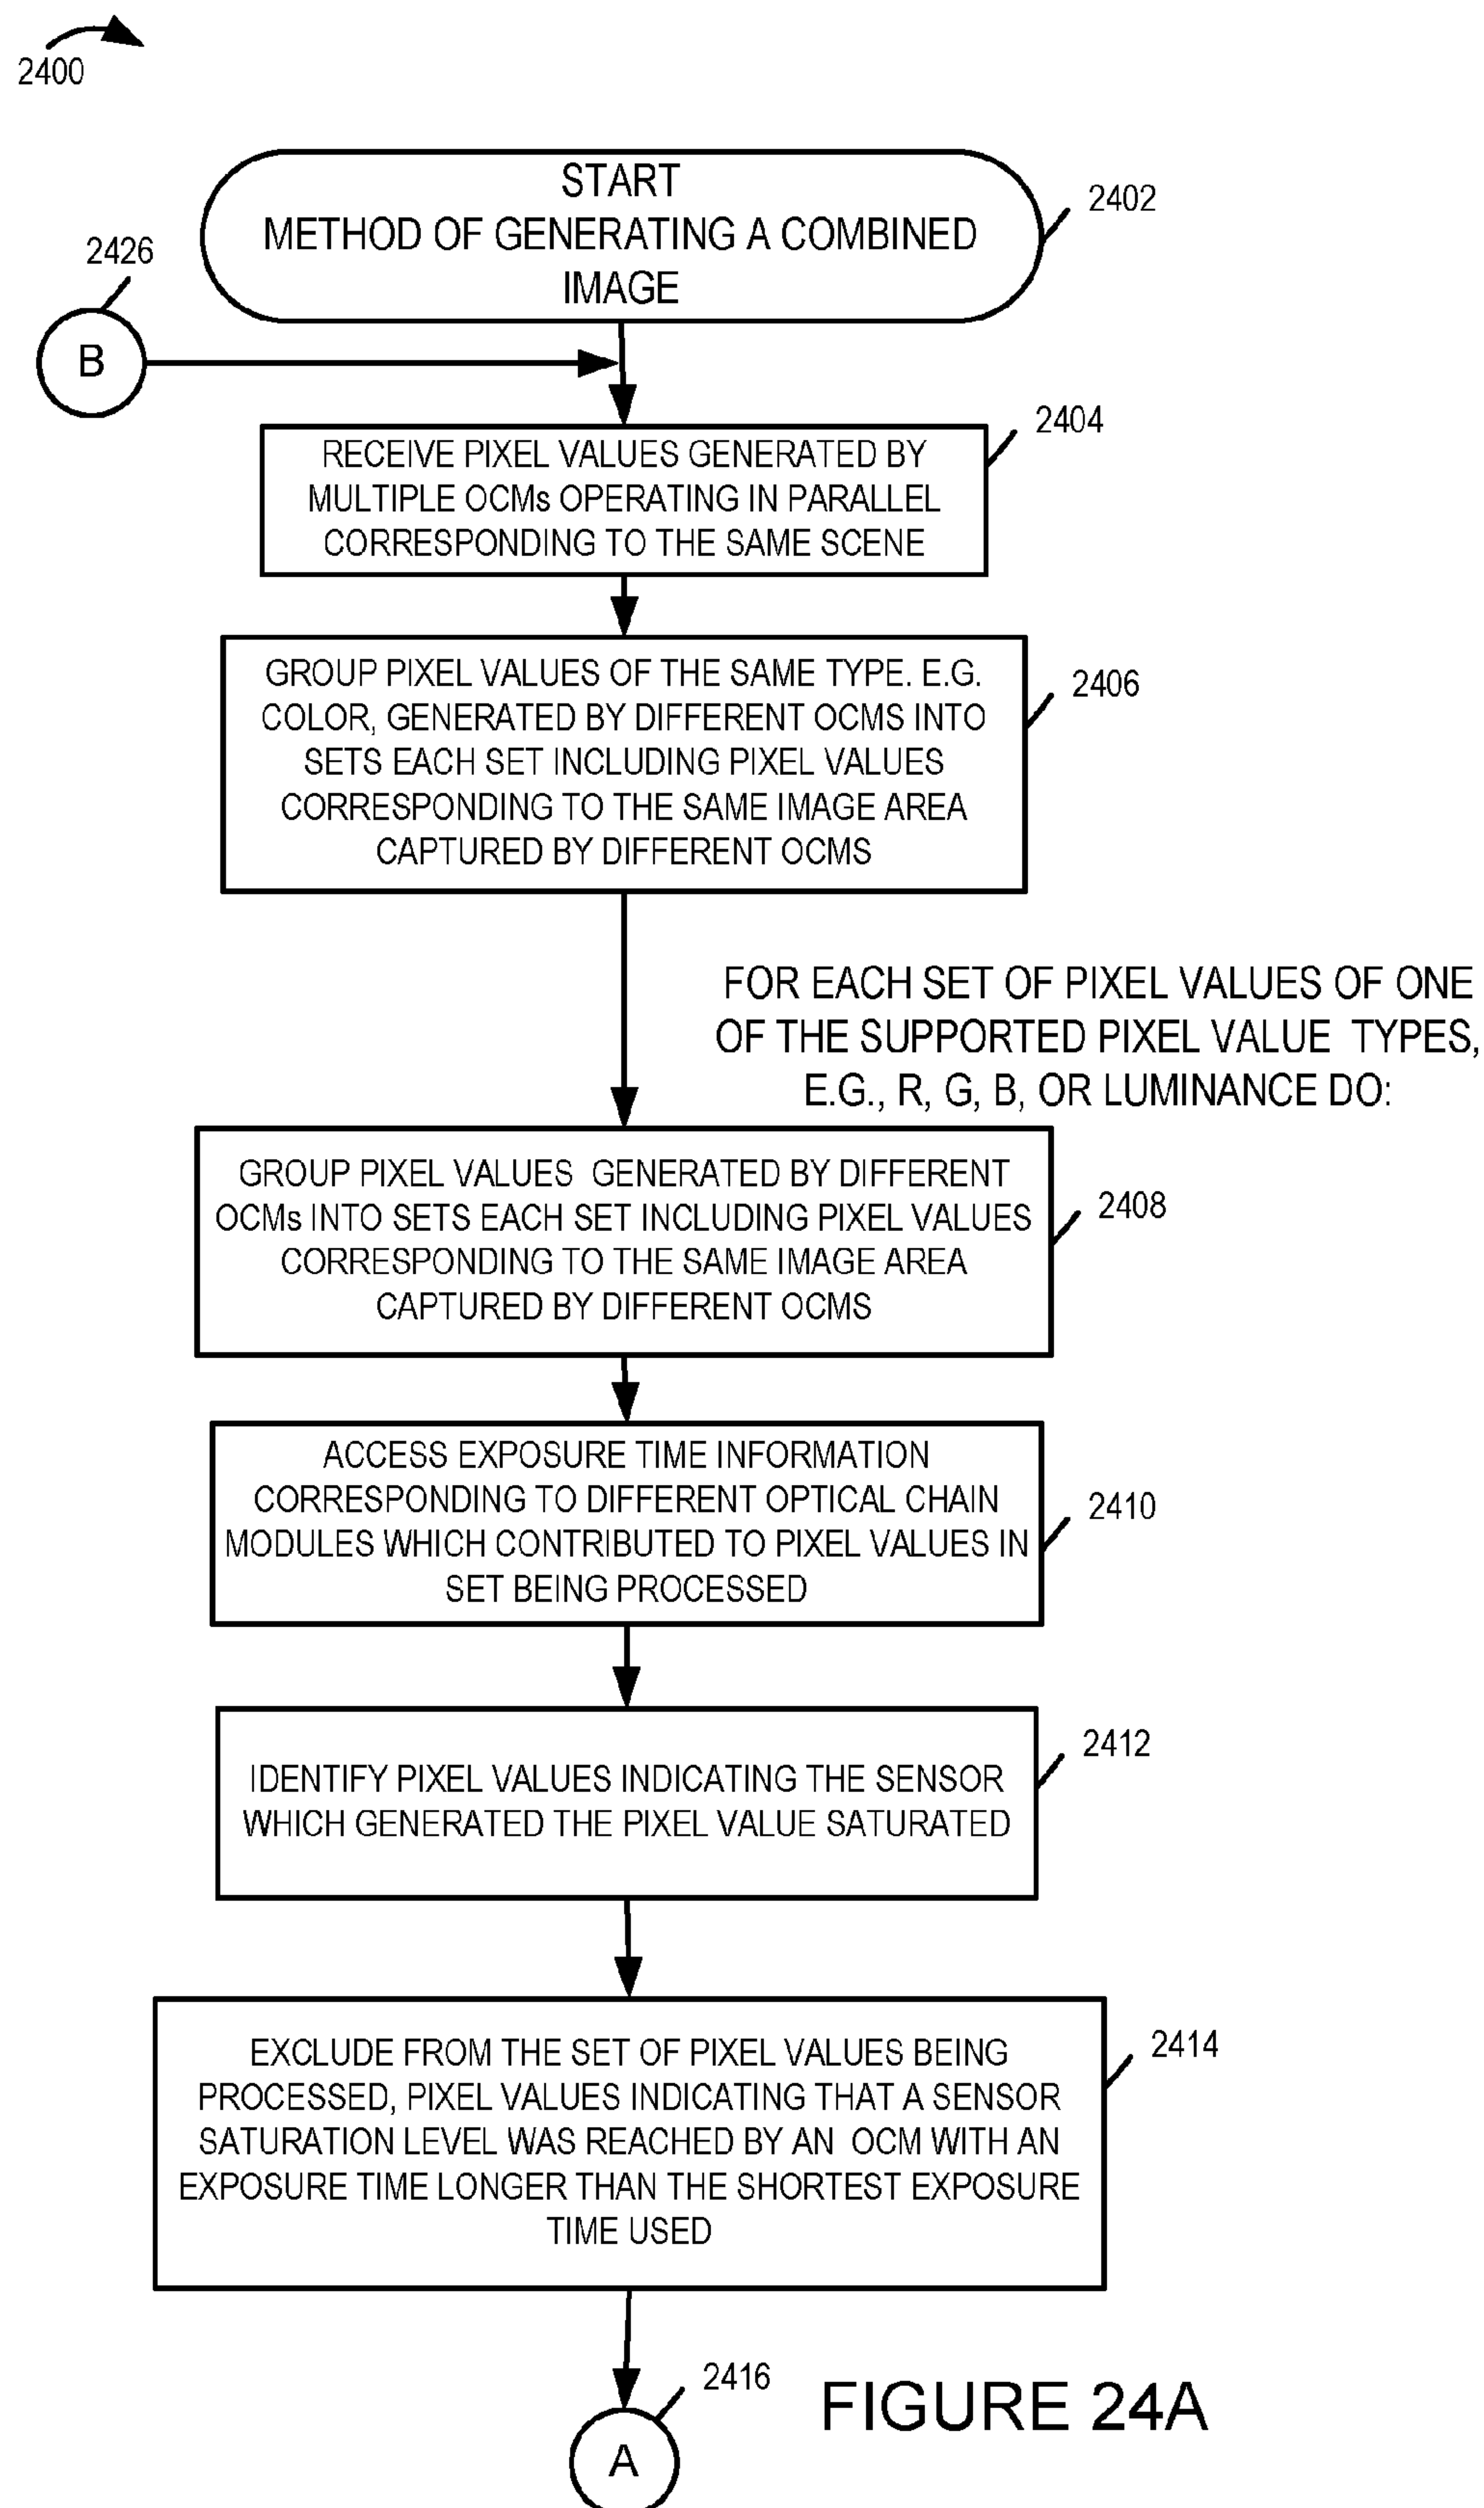 2400
START
METHOD OF GENERATING A COMBINED
IMAGE
2402
2426
B
2404
RECEIVE PIXEL VALUES GENERATED BY
MULTIPLE OCMs OPERATING IN PARALLEL
CORRESPONDING TO THE SAME SCENE
2406
GROUP PIXEL VALUES OF THE SAME TYPE. E.G.
COLOR, GENERATED BY DIFFERENT OCMS INTO
SETS EACH SET INCLUDING PIXEL VALUES
CORRESPONDING TO THE SAME IMAGE AREA
CAPTURED BY DIFFERENT OCMS
FOR EACH SET OF PIXEL VALUES OF ONE
OF THE SUPPORTED PIXEL VALUE TYPES,
E.G., R, G, B, OR LUMINANCE DO:
GROUP PIXEL VALUES GENERATED BY DIFFERENT
OCMs INTO SETS EACH SET INCLUDING PIXEL VALUES
CORRESPONDING TO THE SAME IMAGE AREA
CAPTURED BY DIFFERENT OCMS
2408
ACCESS EXPOSURE TIME INFORMATION
CORRESPONDING TO DIFFERENT OPTICAL CHAIN
MODULES WHICH CONTRIBUTED TO PIXEL VALUES IN
SET BEING PROCESSED
2410
2412
IDENTIFY PIXEL VALUES INDICATING THE SENSOR
WHICH GENERATED THE PIXEL VALUE SATURATED
2414
EXCLUDE FROM THE SET OF PIXEL VALUES BEING
PROCESSED, PIXEL VALUES INDICATING THAT A SENSOR
SATURATION LEVEL WAS REACHED BY AN OCM WITH AN
EXPOSURE TIME LONGER THAN THE SHORTEST EXPOSURE
TIME USED
2416
FIGURE 24A
A